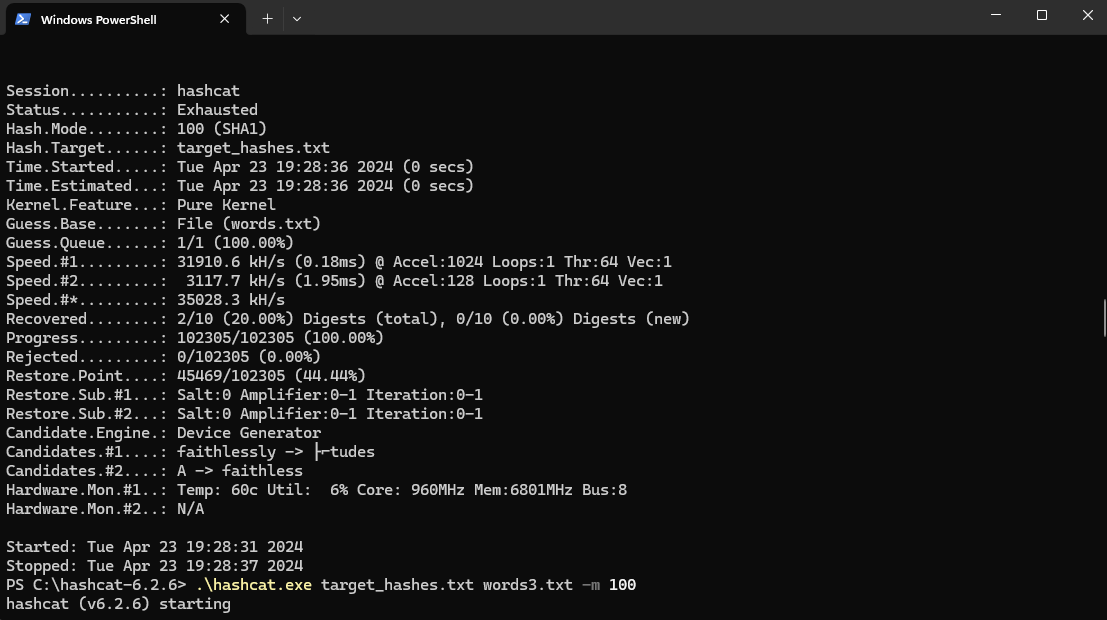 Windows PowerShell
Session..........: hashcat
Status...........: Exhausted
Hash.Mode........: 100 (SHA1)
Hash.Target......: target_hashes.txt
Time.Started.....: Tue Apr 23 19:28:36 2024 (0 secs)
Time.Estimated...: Tue Apr 23 19:28:36 2024 (0 secs)
Kernel.Feature...: Pure Kernel
Guess.Base.......: File (words.txt)
Guess.Queue......: 1/1 (100.00%)
Speed.#1.........: 31910.6 kH/s (0.18ms) @ Accel:1024 Loops:1 Thr:64 Vec:1
Speed.#2.........:  3117.7 kH/s (1.95ms) @ Accel:128 Loops:1 Thr:64 Vec:1
Speed.#*.........: 35028.3 kH/s
Recovered........: 2/10 (20.00%) Digests (total), 0/10 (0.00%) Digests (new)
Progress.........: 102305/102305 (100.00%)
Rejected.........: 0/102305 (0.00%)
Restore.Point....: 45469/102305 (44.44%)
Restore.Sub.#1...: Salt:0 Amplifier:0-1 Iteration:0-1
Restore.Sub.#2...: Salt:0 Amplifier:0-1 Iteration:0-1
Candidate.Engine.: Device Generator
Candidates.#1....: faithlessly -> ├⌐tudes
Candidates.#2....: A -> faithless
Hardware.Mon.#1..: Temp: 60c Util:  6% Core: 960MHz Mem:6801MHz Bus:8
Hardware.Mon.#2..: N/A
Started: Tue Apr 23 19:28:31 2024
Stopped: Tue Apr 23 19:28:37 2024
PS C:\hashcat-6.2.6> .\hashcat.exe target_hashes.txt words3.txt -m 100
hashcat (v6.2.6) starting